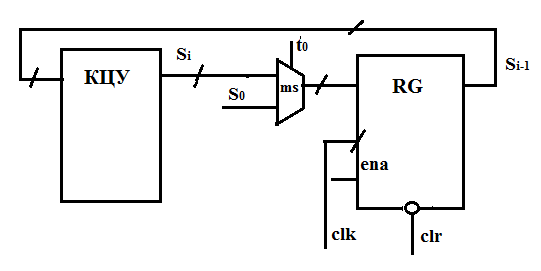 t₀
Sᵢ
Sᵢ₋₁
КЦУ
ms
RG
S₀
ena
clk
clr